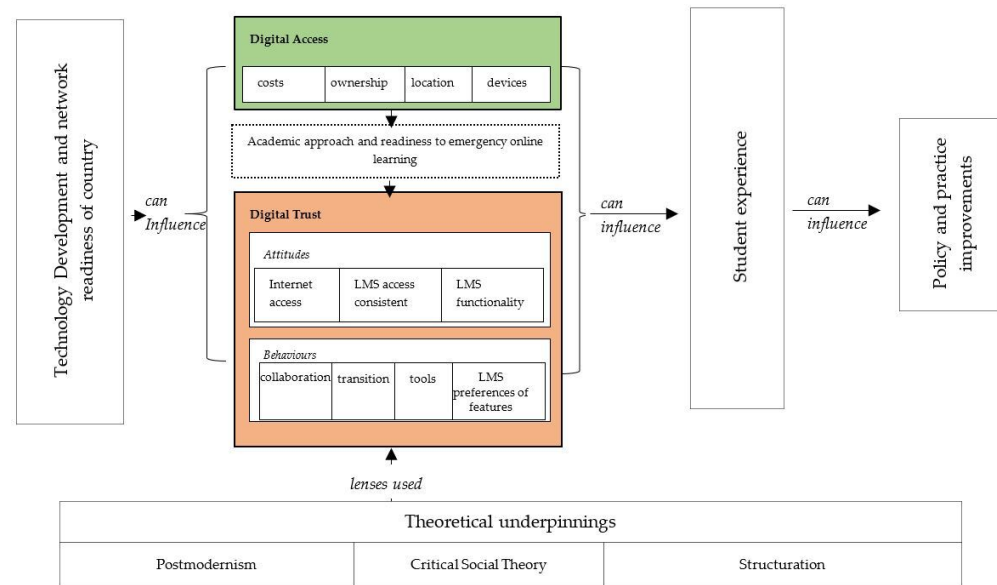 Technology Development and network
readiness of country
can
Influence
Digital Access
costs
ownership
location
devices
Academic approach and readiness to emergency online
learning
Digital Trust
Attitudes
Internet
access
LMS access
consistent
LMS
functionality
Behaviours
collaboration
transition
tools
LMS
preferences of
features
can
influence
Student experience
can
influence
Policy and practice
improvements
lenses used
Theoretical underpinnings
Postmodernism
Critical Social Theory
Structuration